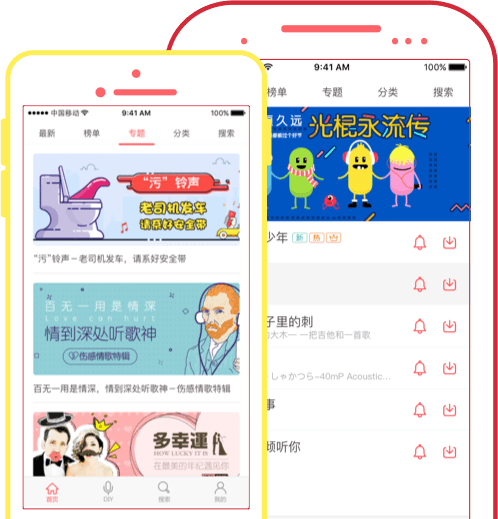 9:41 AM
100%
榜单
专题
分类
搜索
恒久远
光棍永流传
少年 新 热
子里的刺
的大木一 一把吉他和一首歌
- しゃかつら-40mP Acoustic...
事
倾听你
中国移动
9:41 AM
100%
最新
榜单
专题
分类
搜索
“污”铃声
老司机发车
请系好安全带
“污”铃声－老司机发车，请系好安全带
百无一用是情深
love can hurt
情到深处听歌神
伤感情歌特辑
百无一用是情深，情到深处听歌神－伤感情歌特辑
多幸運
HOW LUCKY IT IS
在最美的年纪遇见你
首页
DIY
搜索
我的